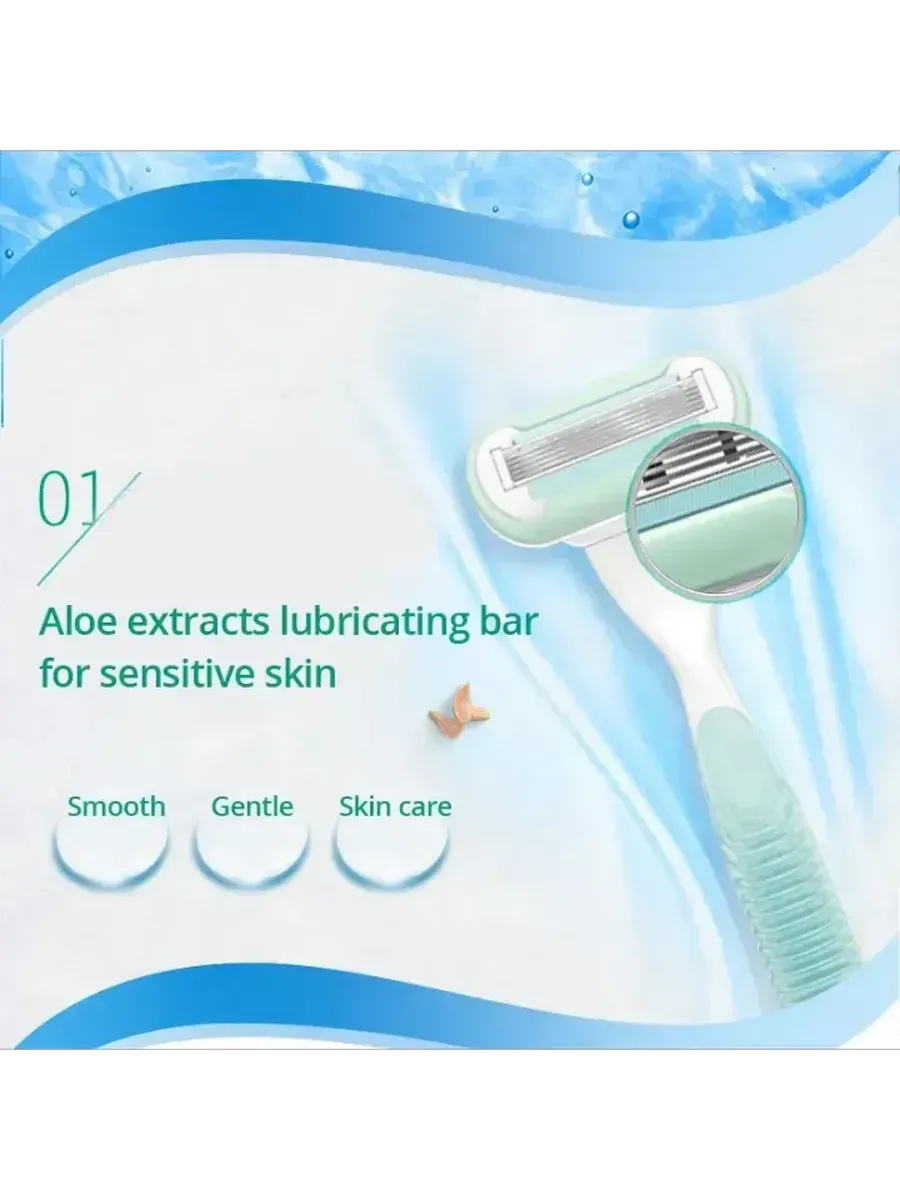 01
Aloe extracts lubricating bar
for sensitive skin
Smooth
Gentle
Skin care